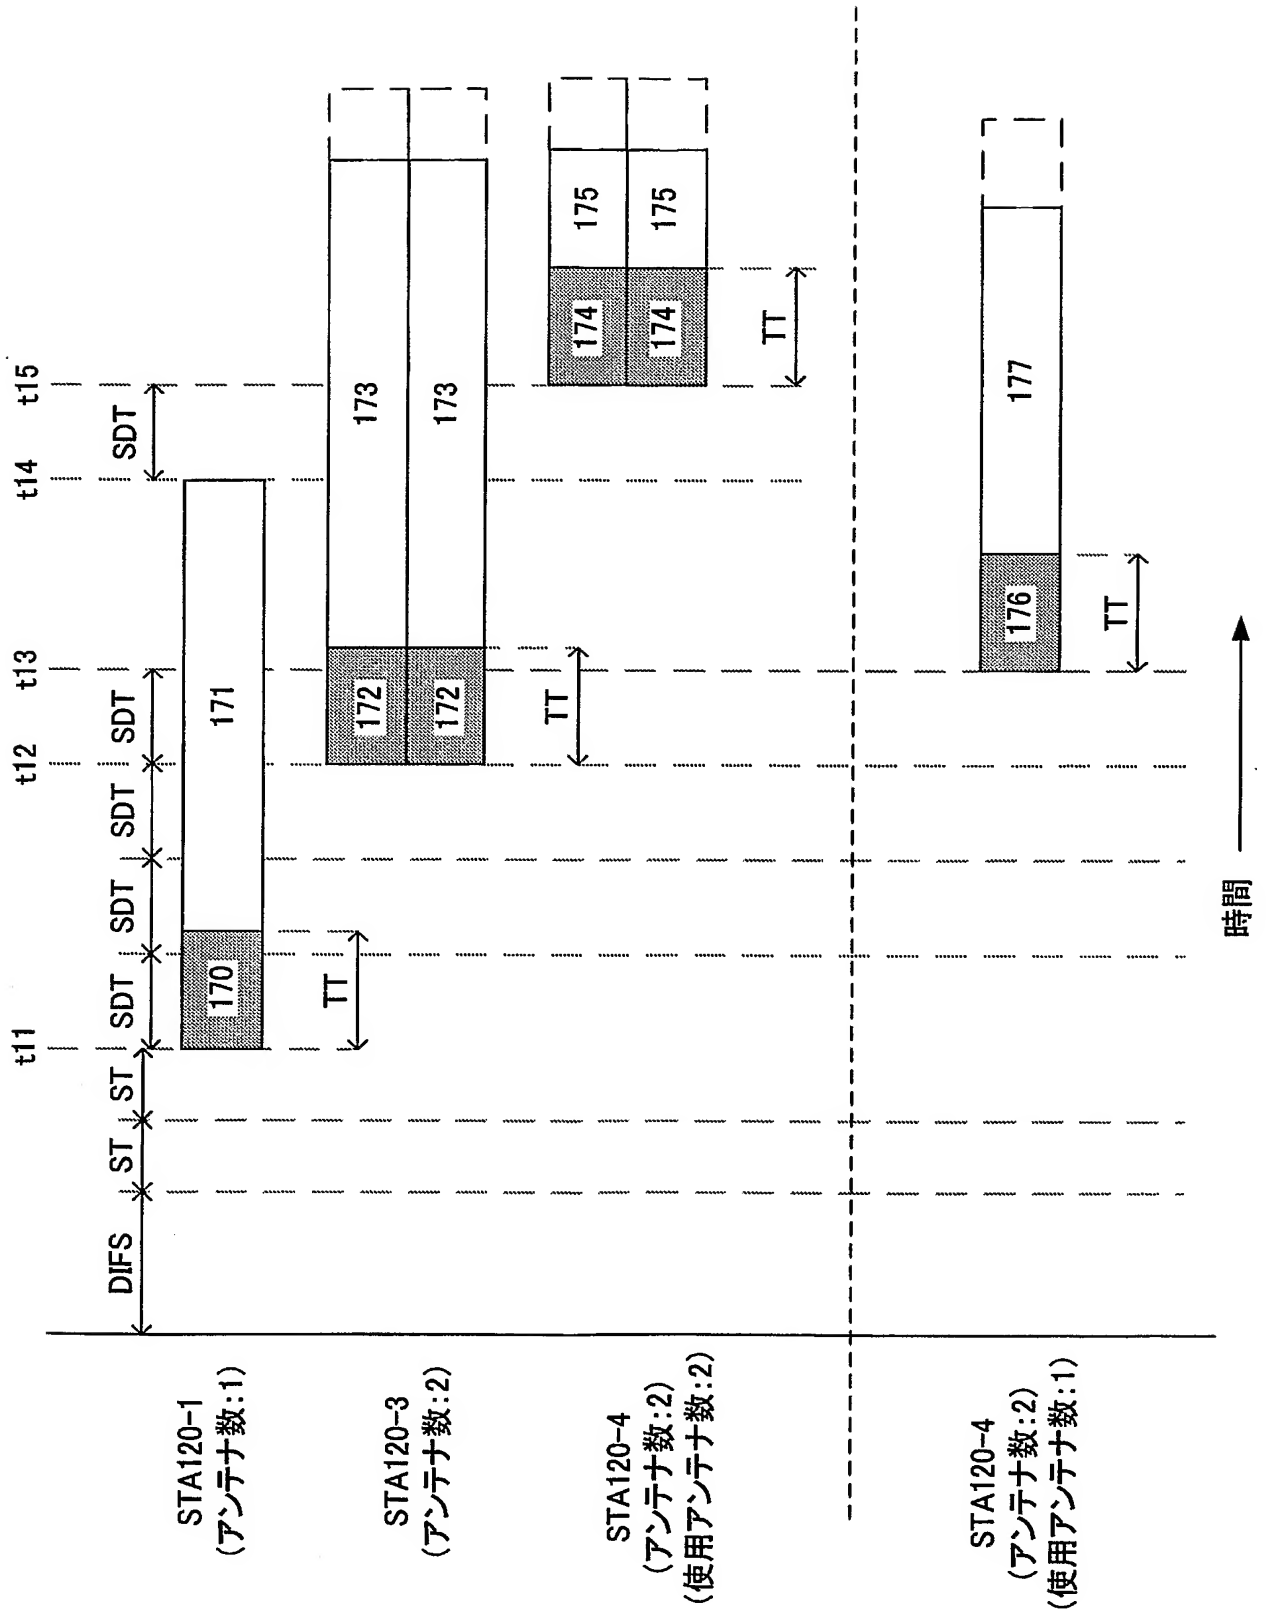 t11
t12
t13
t14
t15
DIFS
ST
ST
SDT
SDT
SDT
SDT
SDT
STA120-1
(アンテナ数:1)
170
171
TT
STA120-3
(アンテナ数:2)
172
173
172
173
TT
STA120-4
(アンテナ数:2)
(使用アンテナ数:2)
174
175
174
175
TT
STA120-4
(アンテナ数:2)
(使用アンテナ数:1)
176
177
TT
時間